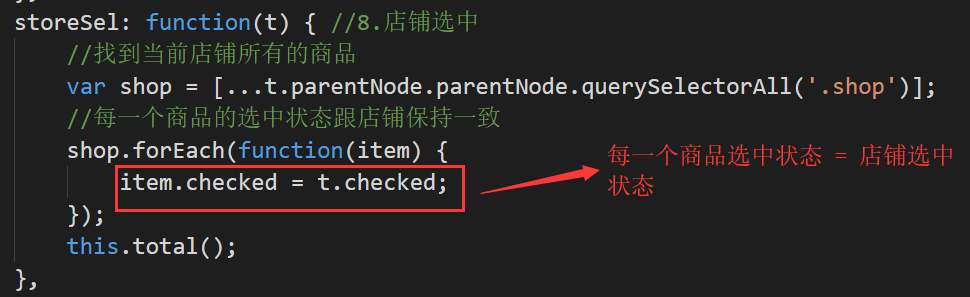 storeSel: function(t) { //8.店铺选中
//找到当前店铺所有的商品
var shop = [...t.parentNode.parentNode.querySelectorAll('.shop')];
//每一个商品的选中状态跟店铺保持一致
shop.forEach(function(item) {
item.checked = t.checked;
每一个商品选中状态 = 店铺选中
状态
});
this.total();
},